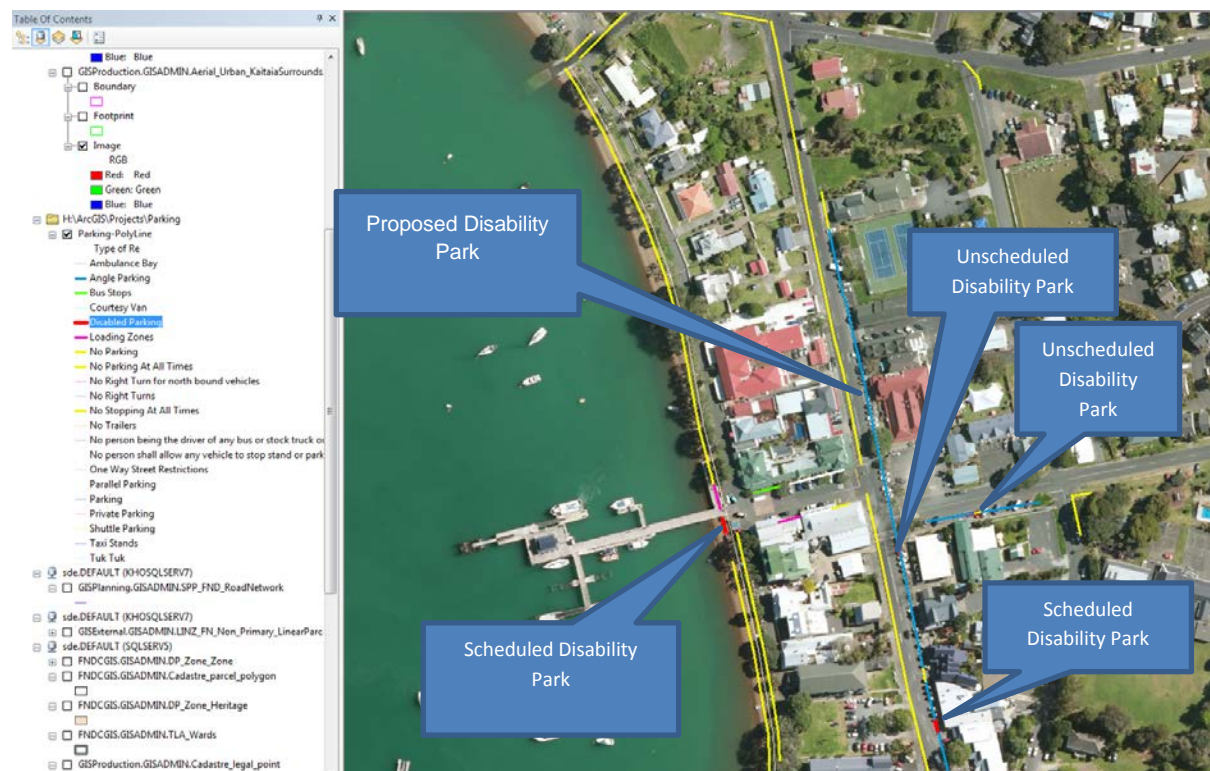 Table Of Contents
Blue: Blue
GISProduction.GISADMIN.Aerial_Urban_KaitaiaSurrounds
Boundary
Footprint
Image
RGB
Red: Red
Green: Green
Blue: Blue
H:\ArcGIS\Projects\Parking
Parking-PolyLine
Type of Re
Ambulance Bay
Angle Parking
Bus Stops
Courtesy Van
Disabled Parking
Loading Zones
No Parking
No Parking At All Times
No Right Turn for north bound vehicles
No Right Turns
No Stopping At All Times
No Trailers
No person being the driver of any bus or stock truck or
No person shall allow any vehicle to stop stand or park
One Way Street Restrictions
Parallel Parking
Parking
Private Parking
Shuttle Parking
Taxi Stands
Tuk Tuk
sde.DEFAULT (KHOSQLSERV7)
GISPlanning.GISADMIN.SPP_FND_RoadNetwork
sde.DEFAULT (KHOSQLSERV7)
GISExternal.GISADMIN.LINZ_FN_Non_Primary_LinearParc
sde.DEFAULT (SQLSERV5)
FNDCGIS.GISADMIN.DP_Zone_Zone
FNDCGIS.GISADMIN.Cadastre_parcel_polygon
FNDCGIS.GISADMIN.DP_Zone_Heritage
FNDCGIS.GISADMIN.TLA_Wards
GISProduction.GISADMIN.Cadastre_legal_point
Proposed Disability
Park
Unscheduled
Disability Park
Unscheduled
Disability
Park
Scheduled Disability
Park
Scheduled
Disability Park